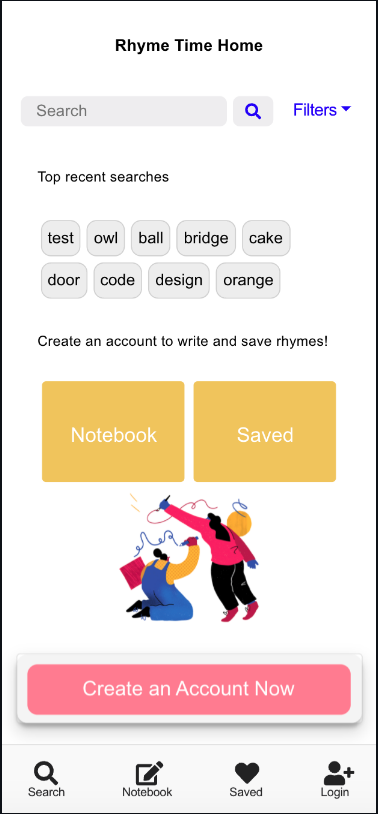 Rhyme Time Home
Search
Filters
Top recent searches
test owl ball bridge cake
door code design orange
Create an account to write and save rhymes!
Notebook Saved
Create an Account Now
Search Notebook Saved Login